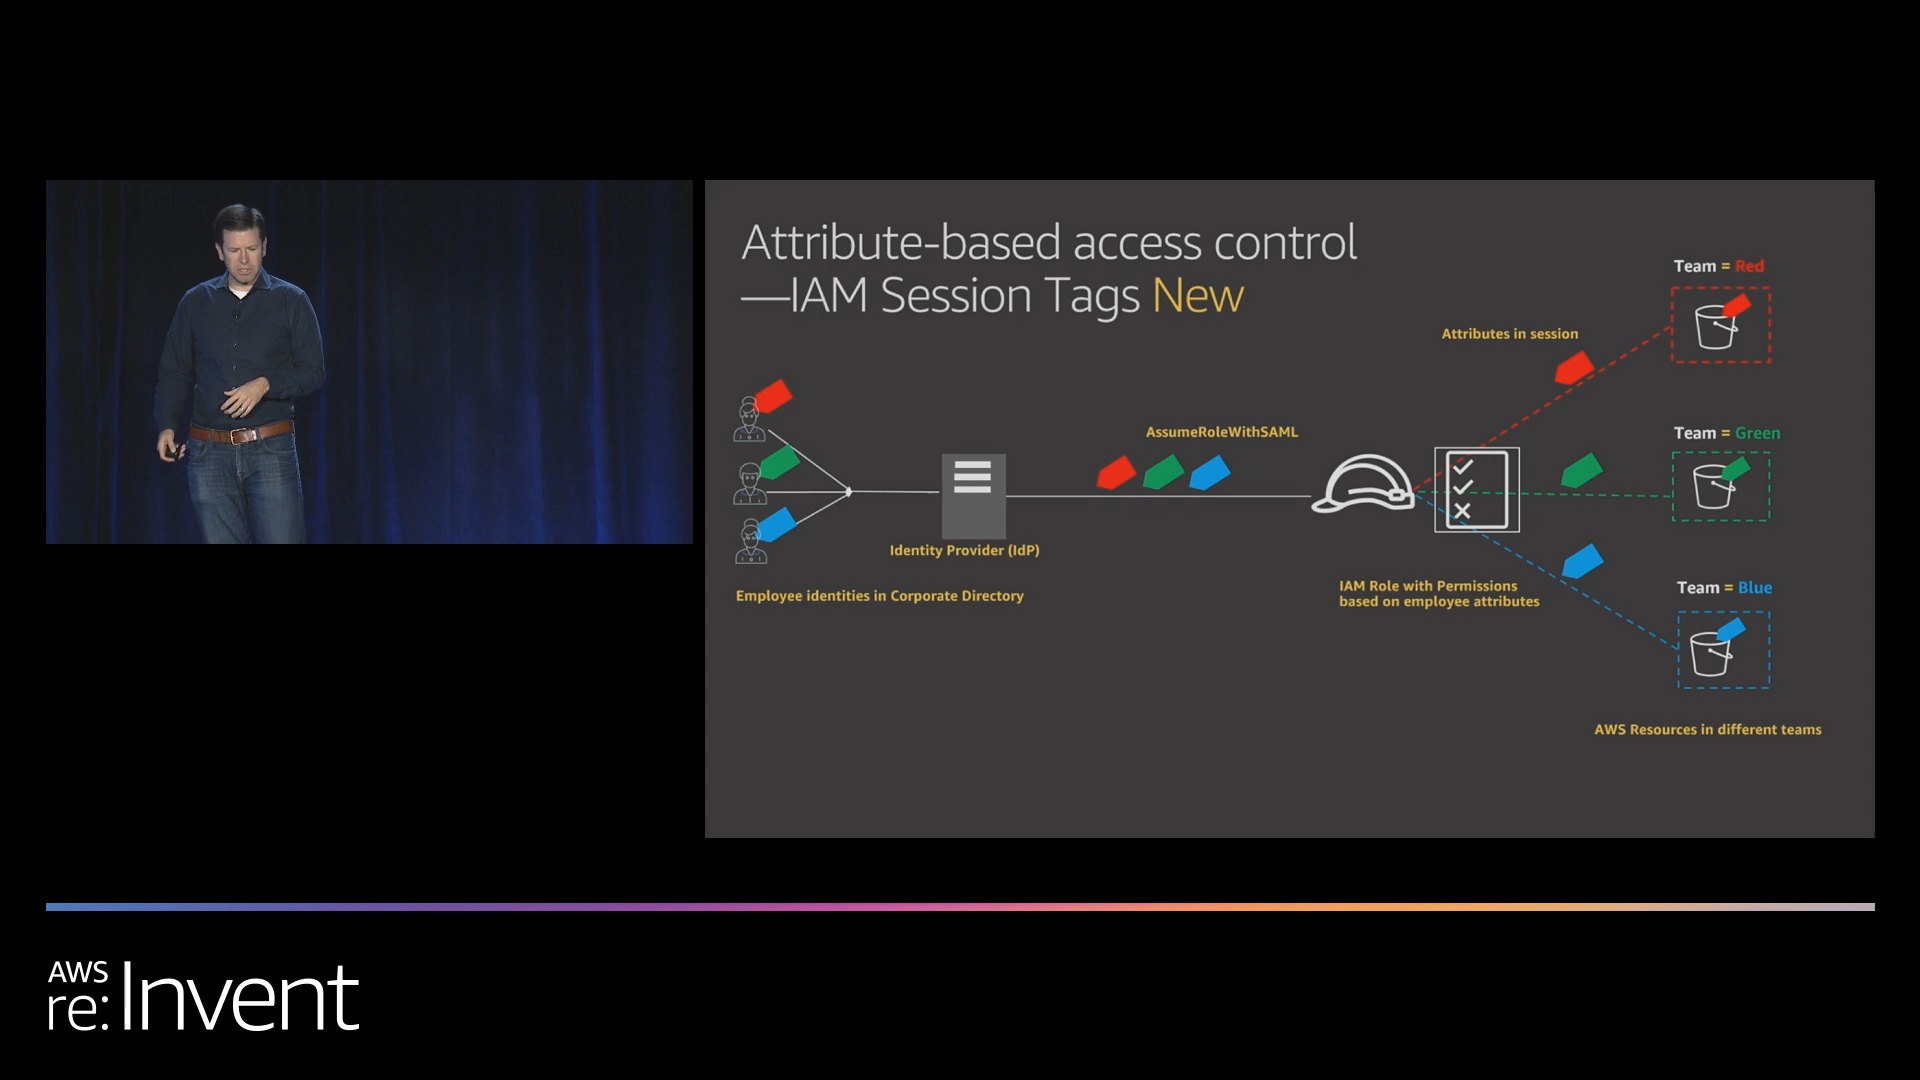 Attribute-based access control
—IAM Session Tags New
Team = Red
Attributes in session
AssumeRoleWithSAML
Team = Green
Identity Provider (IdP)
Employee identities in Corporate Directory
IAM Role with Permissions
based on employee attributes
Team = Blue
AWS Resources in different teams
AWS
re:Invent